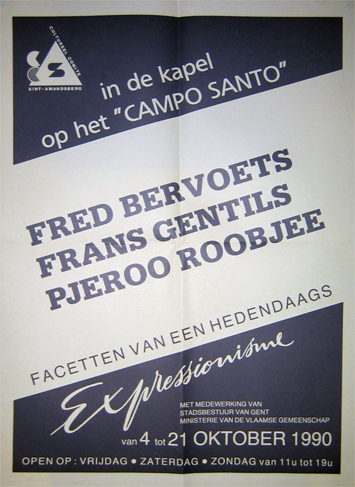 CULTUREEL COMITE
SINT-AMANDSBERG
in de kapel
op het "CAMPO SANTO"
FRED BERVOETS
FRANS GENTILS
PJEROO ROOBJEE
FACETTEN VAN EEN HEDENDAAGS
Expressionisme
MET MEDEWERKING VAN
STADSBESTUUR VAN GENT
MINISTERIE VAN DE VLAAMSE GEMEENSCHAP
van 4 tot 21 OKTOBER 1990
OPEN OP : VRIJDAG • ZATERDAG • ZONDAG van 11u tot 19u